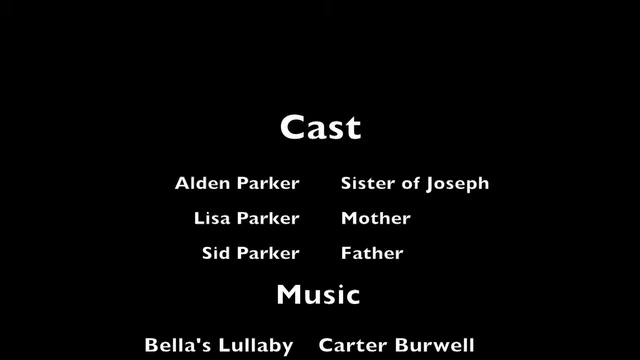 Cast
Alden Parker Sister of Joseph
Lisa Parker Mother
Sid Parker Father
Music
Bella's Lullaby Carter Burwell